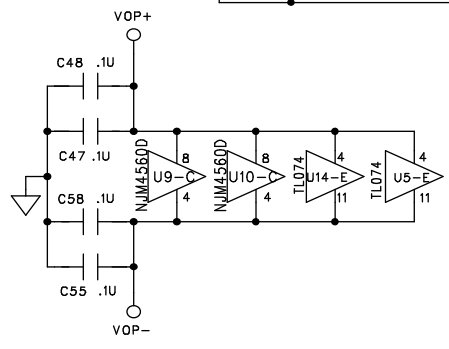 VOP+
C48 .1U
C47 .1U
NJM4560D
8
U9-C
4
NJM4560D
8
U10-C
4
TL074
4
U14-E
11
TL074
4
U5-E
11
C58 .1U
C55 .1U
VOP-